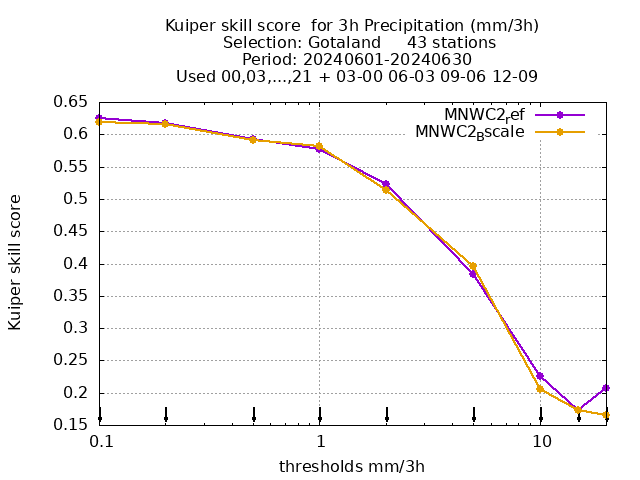 Kuiper skill score  for 3h Precipitation (mm/3h)
Selection: Gotaland     43 stations
Period: 20240601-20240630
Used 00,03,...,21 + 03-00 06-03 09-06 12-09
MNWC2ref
MNWC2Bscale
0.65
0.6
0.55
0.5
0.45
0.4
0.35
0.3
0.25
0.2
0.15
Kuiper skill score
0.1
1
10
thresholds mm/3h